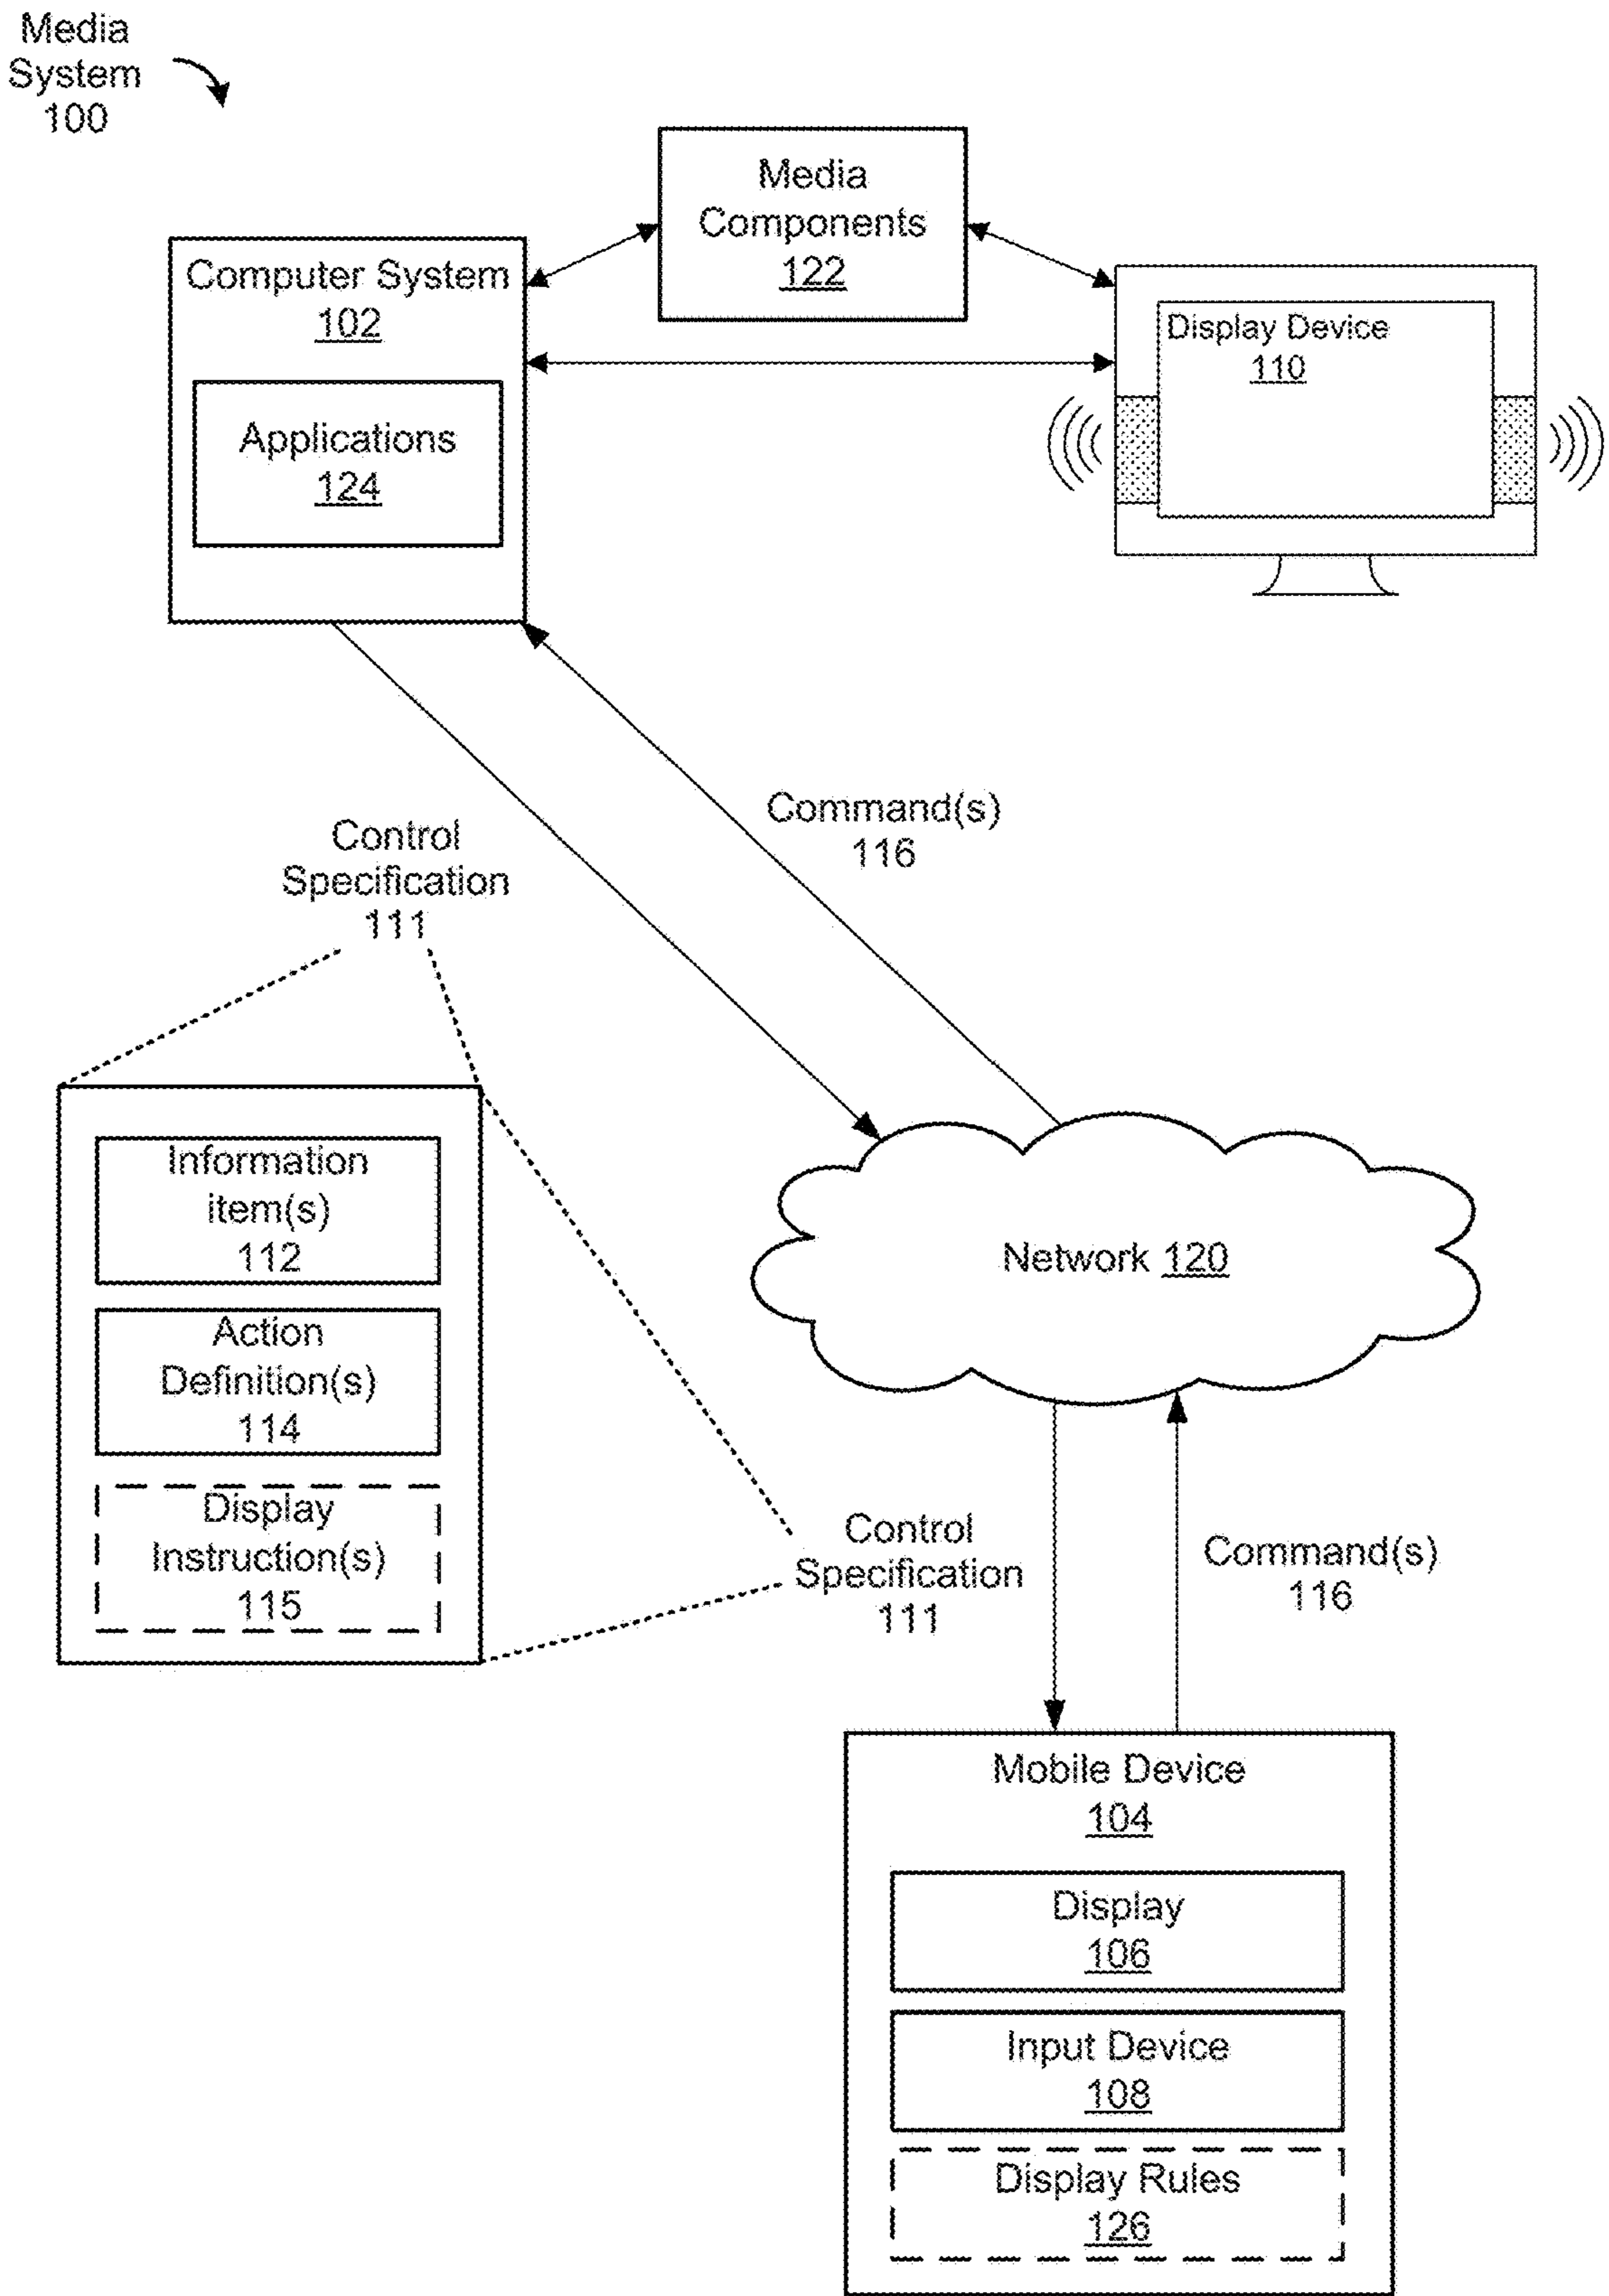 Media
System
100
Media
Components
122
Computer System
102
Applications
124
Display Device
110
Command(s)
116
Control
Specification
111
Information
item(s)
112
Action
Definition(s)
114
Display
Instruction(s)
115
Network 120
Control
Specification
111
Command(s)
116
Mobile Device
104
Display
106
Input Device
108
Display Rules
126